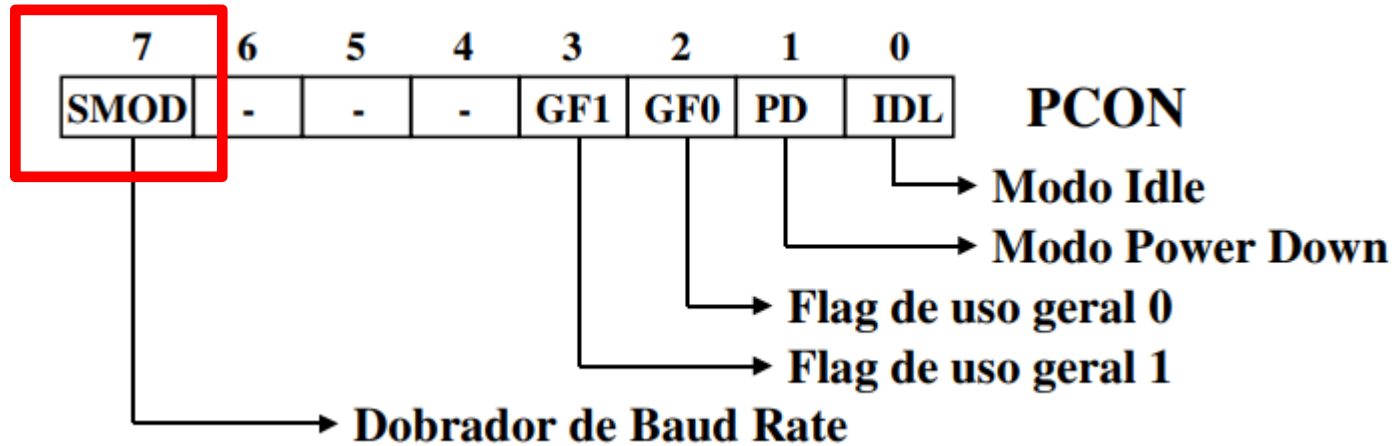 7 6 5 4 3 2 1 0
SMOD - - - GF1 GF0 PD IDL PCON
Modo Idle
Modo Power Down
Flag de uso geral 0
Flag de uso geral 1
Dobrador de Baud Rate